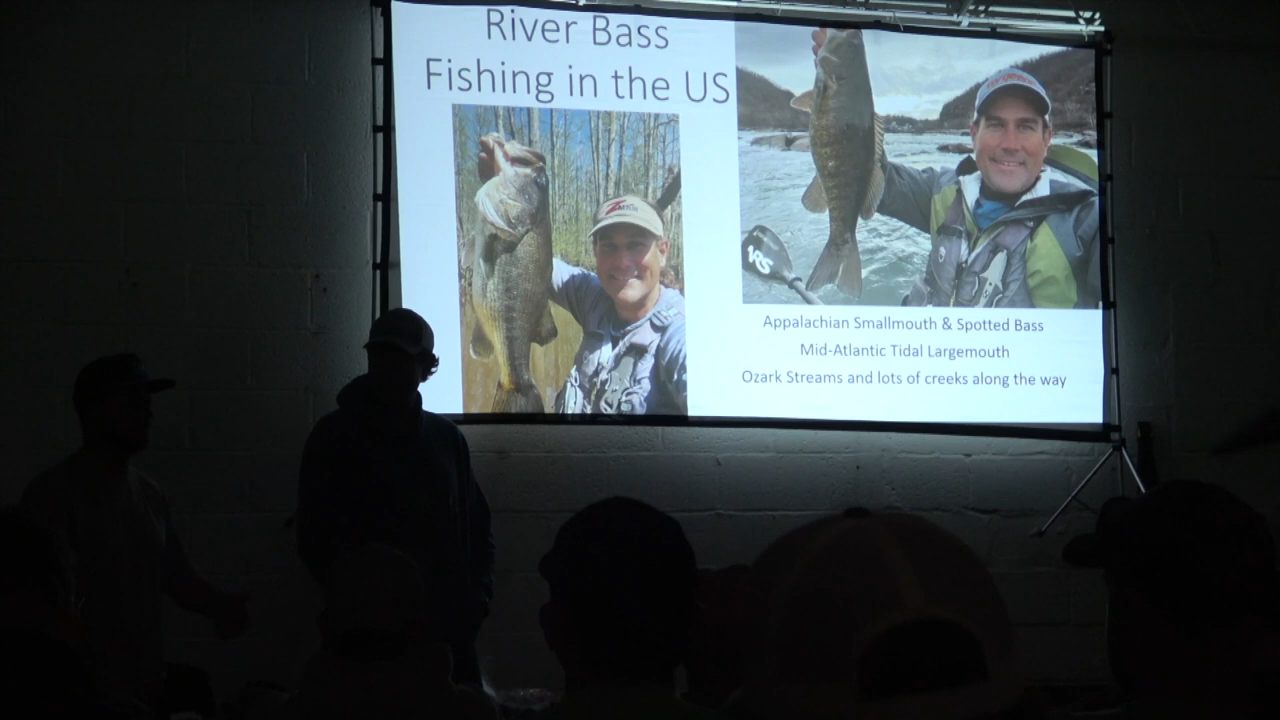 River Bass
Fishing in the US
NRS
Appalachian Smallmouth & Spotted Bass
Mid-Atlantic Tidal Largemouth
Ozark Streams and lots of creeks along the way